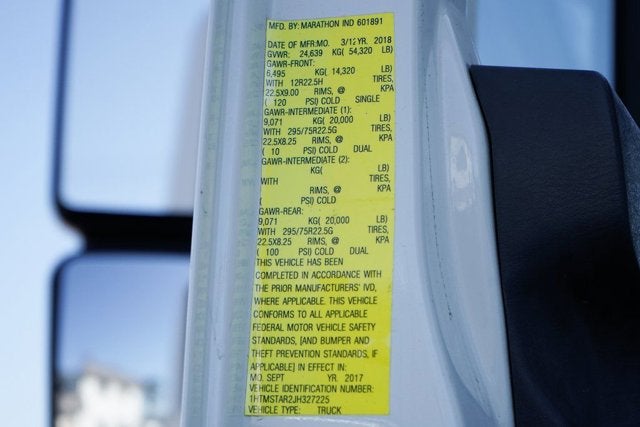 MFD. BY: MARATHON IND 601891
DATE OF MFR:MO. 3/12 YR. 2018
GVWR: 24,639 KG( 54,320 LB)
GAWR-FRONT:
6,495 KG( 14,320 LB)
WITH 12R22.5H TIRES,
22.5X9.00 RIMS, @ KPA
( 120 PSI) COLD SINGLE
GAWR-INTERMEDIATE (1):
9,071 KG( 20,000 LB)
WITH 295/75R22.5G TIRES,
22.5X8.25 RIMS, @ KPA
( 10 PSI) COLD DUAL
GAWR-INTERMEDIATE (2):
KG( LB)
WITH TIRES,
RIMS, @ KPA
( PSI) COLD
GAWR-REAR:
9,071 KG( 20,000 LB)
WITH 295/75R22.5G TIRES,
22.5X8.25 RIMS, @ KPA
( 100 PSI) COLD DUAL
THIS VEHICLE HAS BEEN
COMPLETED IN ACCORDANCE WITH
THE PRIOR MANUFACTURERS' IVD,
WHERE APPLICABLE. THIS VEHICLE
CONFORMS TO ALL APPLICABLE
FEDERAL MOTOR VEHICLE SAFETY
STANDARDS, [AND BUMPER AND
THEFT PREVENTION STANDARDS, IF
APPLICABLE] IN EFFECT IN:
MO. SEPT YR. 2017
VEHICLE IDENTIFICATION NUMBER:
1HTMSTAR2JH327225
VEHICLE TYPE: TRUCK